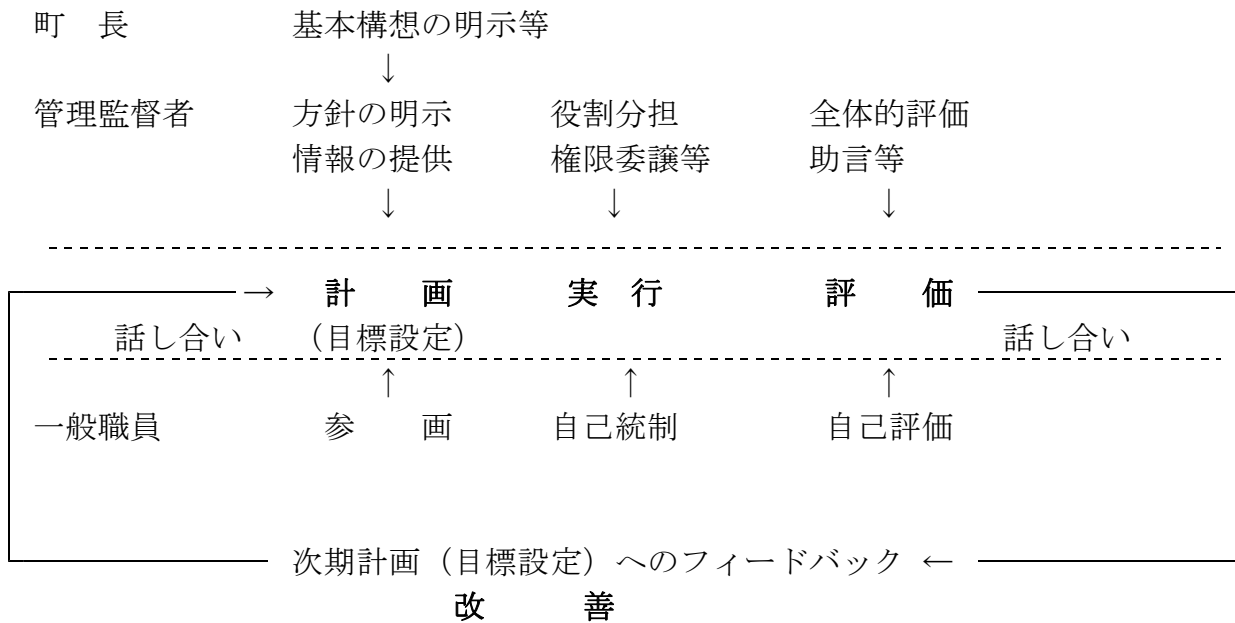 町　長　　　基本構想の明示等
↓
管理監督者　　　方針の明示　　　役割分担　　　全体的評価
情報の提供　　　権限委譲等　　　助言等
↓　　　↓　　　↓
→　計　　画　　　実　行　　　評　　価
話し合い　　（目標設定）　　　話し合い
↑　　　↑　　　↑
一般職員　　　参　　画　　　自己統制　　　自己評価
次期計画（目標設定）へのフィードバック　←
改　　　善